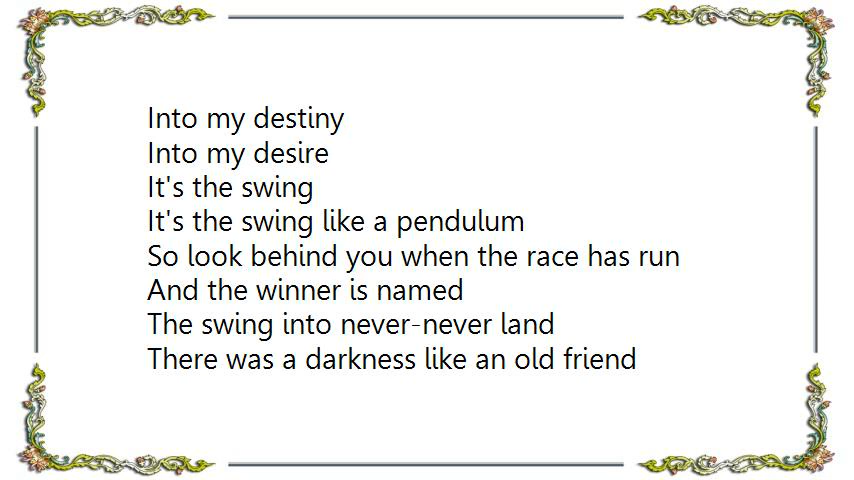 Into my destiny
Into my desire
It's the swing
It's the swing like a pendulum
So look behind you when the race has run
And the winner is named
The swing into never-never land
There was a darkness like an old friend